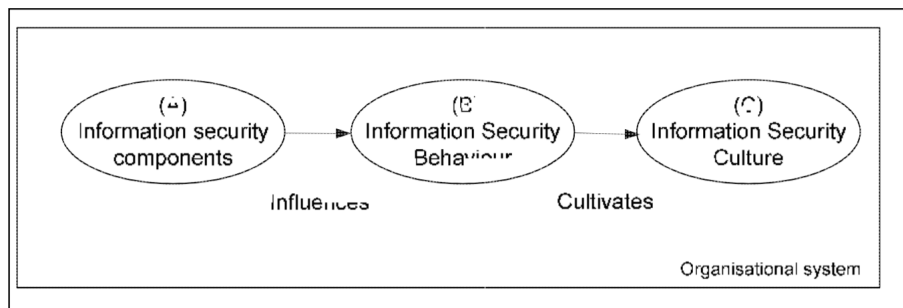 (A)
Information security
components
(B)
Information Security
Behaviour
(C)
Information Security
Culture
Influences
Cultivates
Organisational system